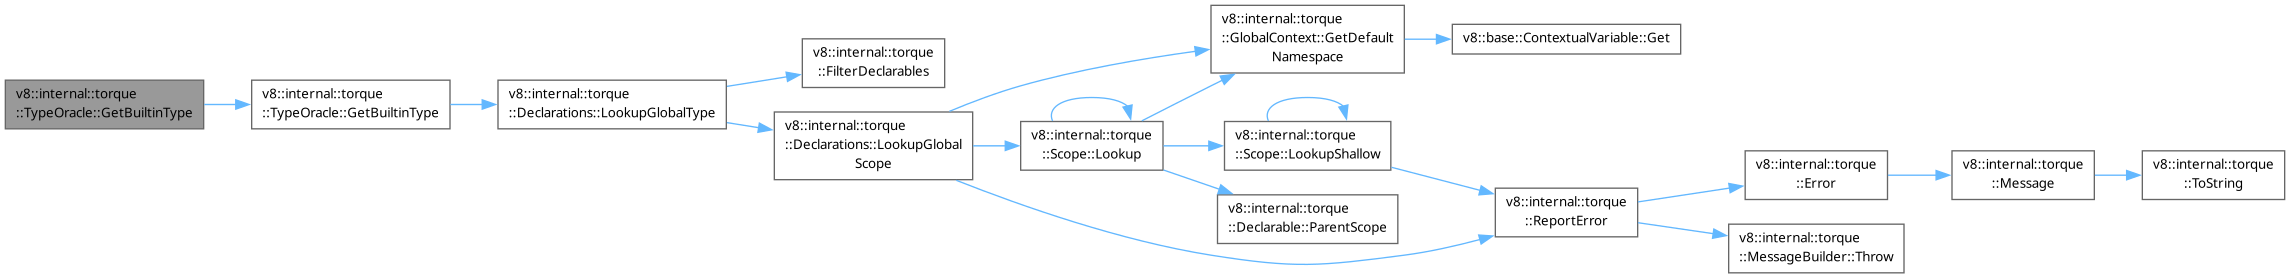 v8::internal::torque
::TypeOracle::GetBuiltinType
v8::internal::torque
::TypeOracle::GetBuiltinType
v8::internal::torque
::Declarations::LookupGlobalType
v8::internal::torque
::FilterDeclarables
v8::internal::torque
::Declarations::LookupGlobal
Scope
v8::internal::torque
::GlobalContext::GetDefault
Namespace
v8::base::ContextualVariable::Get
v8::internal::torque
::Scope::Lookup
v8::internal::torque
::Scope::LookupShallow
v8::internal::torque
::Declarable::ParentScope
v8::internal::torque
::ReportError
v8::internal::torque
::Error
v8::internal::torque
::Message
v8::internal::torque
::ToString
v8::internal::torque
::MessageBuilder::Throw